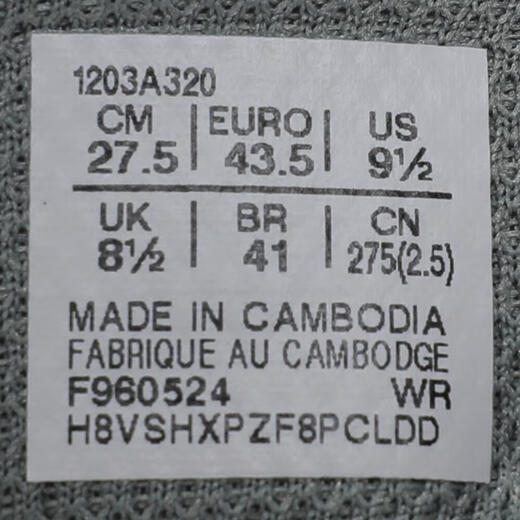 1203A320
CM | EURO | US
27.5 | 43.5 | 9½
UK | BR | CN
8½ | 41 | 275(2.5)
MADE IN CAMBODIA
FABRIQUE AU CAMBODGE
F960524 WR
H8VSHXPZF8PCLDD